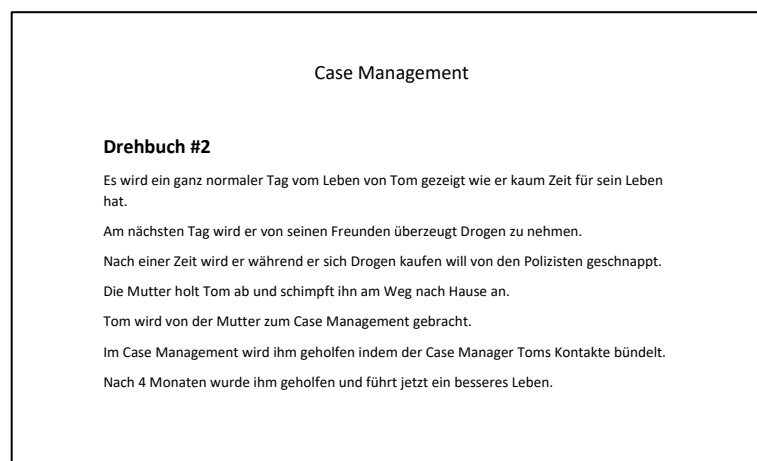 Case Management
Drehbuch #2
Es wird ein ganz normaler Tag vom Leben von Tom gezeigt wie er kaum Zeit für sein Leben
hat.
Am nächsten Tag wird er von seinen Freunden überzeugt Drogen zu nehmen.
Nach einer Zeit wird er während er sich Drogen kaufen will von den Polizisten geschnappt.
Die Mutter holt Tom ab und schimpft ihn am Weg nach Hause an.
Tom wird von der Mutter zum Case Management gebracht.
Im Case Management wird ihm geholfen indem der Case Manager Toms Kontakte bündelt.
Nach 4 Monaten wurde ihm geholfen und führt jetzt ein besseres Leben.